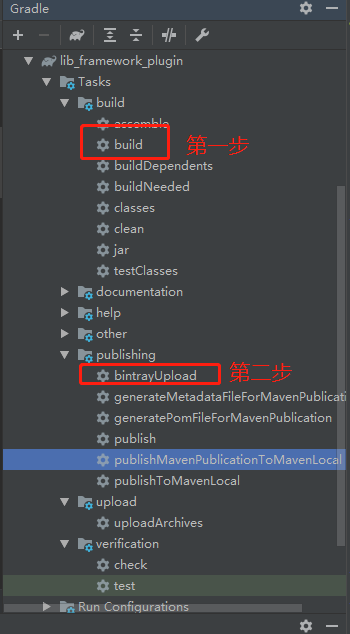 Gradle
lib_framework_plugin
Tasks
build
assemble
build
第一步
buildDependents
buildNeeded
classes
clean
jar
testClasses
documentation
help
other
publishing
bintrayUpload
第二步
generateMetadataFileForMavenPublicati
generatePomFileForMavenPublication
publish
publishMavenPublicationToMavenLocal
publishToMavenLocal
upload
uploadArchives
verification
check
test
Run Configurations